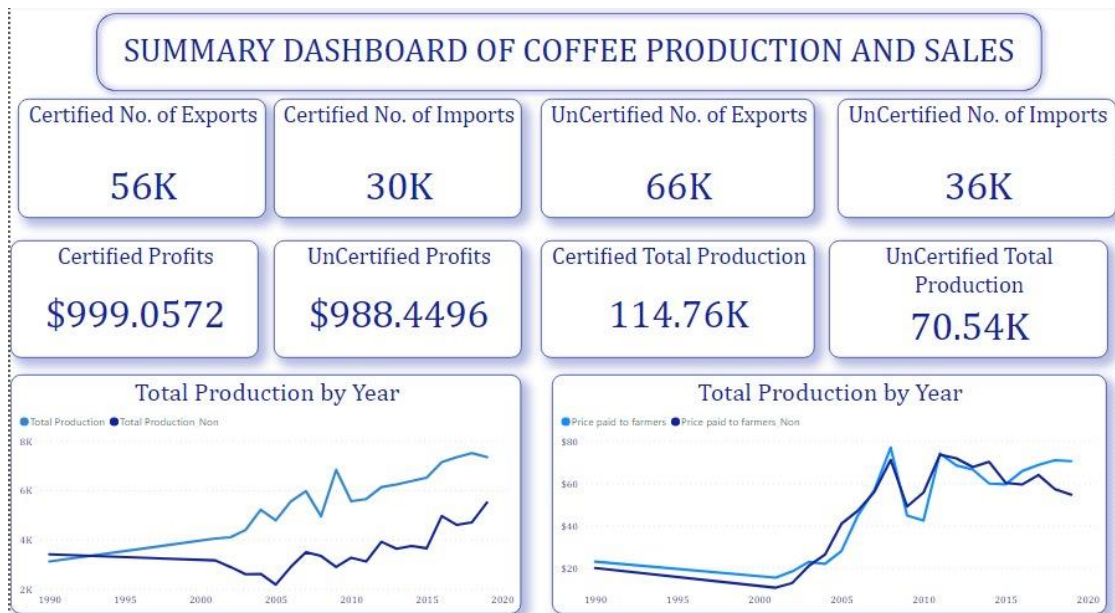 SUMMARY DASHBOARD OF COFFEE PRODUCTION AND SALES
Certified No. of Exports
56K
Certified No. of Imports
30K
UnCertified No. of Exports
66K
UnCertified No. of Imports
36K
Certified Profits
$999.0572
UnCertified Profits
$988.4496
Certified Total Production
114.76K
UnCertified Total
Production
70.54K
Total Production by Year
Total Production Total Production_Non
8K
6K
4K
2K
1990 1995 2000 2005 2010 2015 2020
Total Production by Year
Price paid to farmers Price paid to farmers_Non
$80
$60
$40
$20
1990 1995 2000 2005 2010 2015 2020